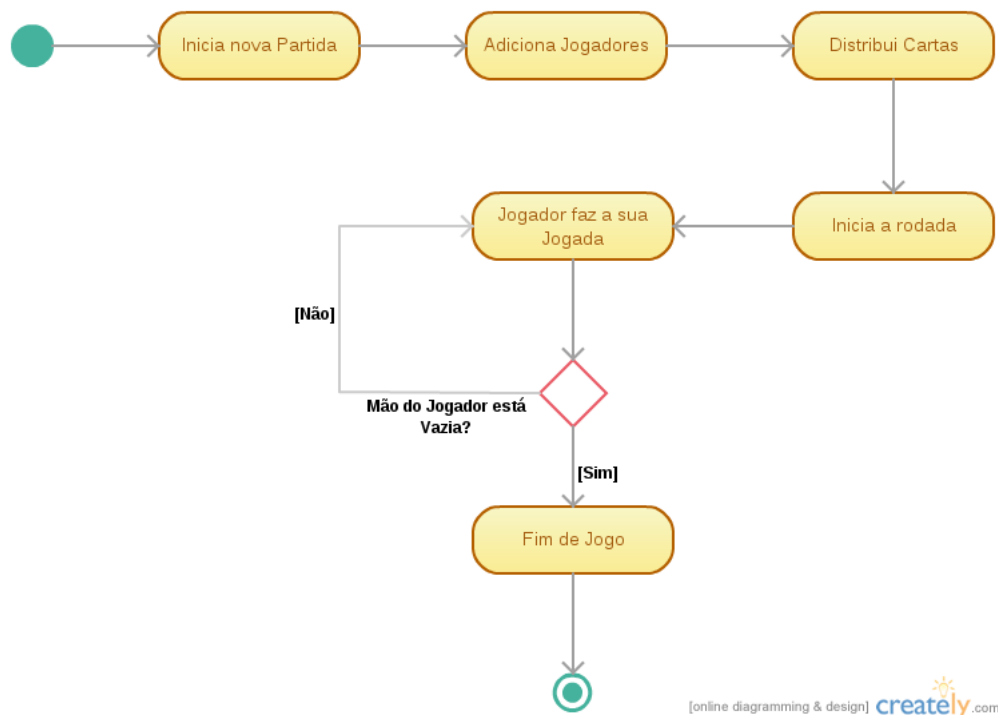 Inicia nova Partida
Adiciona Jogadores
Distribui Cartas
Jogador faz a sua
Jogada
Inicia a rodada
[Não]
Mão do Jogador está
Vazia?
[Sim]
Fim de Jogo
[online diagramming & design] creately.com